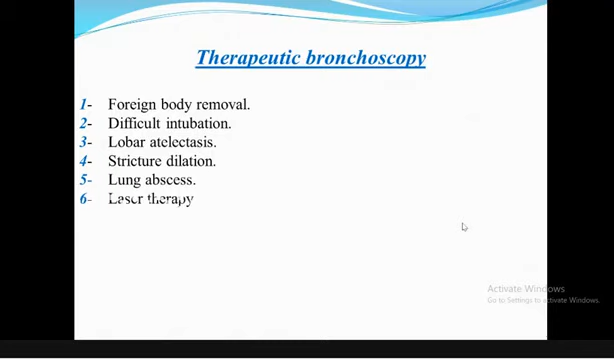 Therapeutic bronchoscopy
1- Foreign body removal.
2- Difficult intubation.
3- Lobar atelectasis.
4- Stricture dilation.
5- Lung abscess.
6- Laser therapy
Activate Windows
Go to Settings to activate Windows.